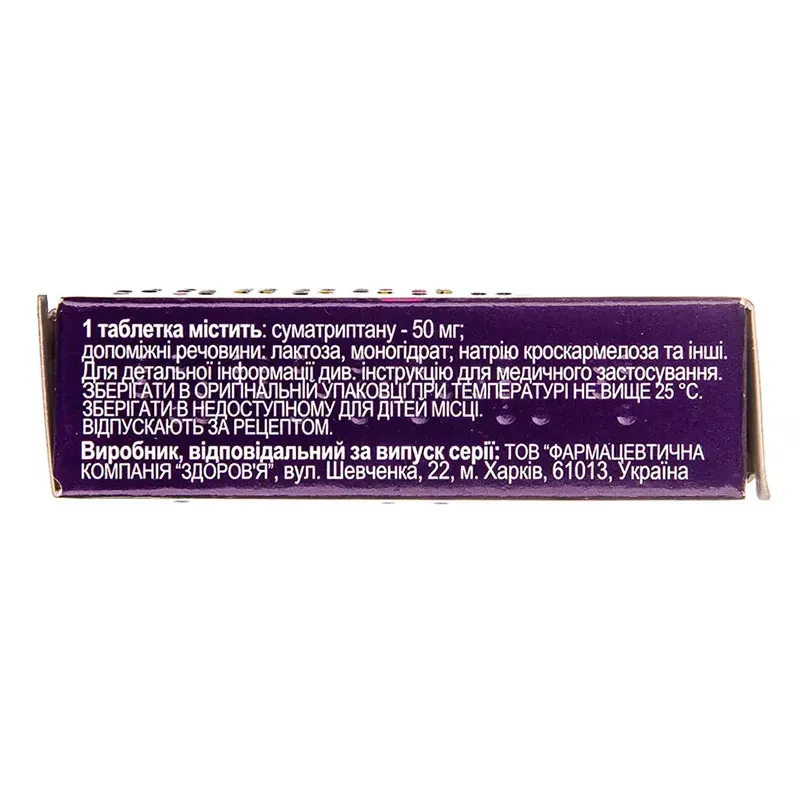 1 таблетка містить: суматриптану - 50 мг;
допоміжні речовини: лактоза, моногідрат; натрію кроскармелоза та інші.
Для детальної інформації див. інструкцію для медичного застосування.
ЗБЕРІГАТИ В ОРИГІНАЛЬНІЙ УПАКОВЦІ ПРИ ТЕМПЕРАТУРІ НЕ ВИЩЕ 25 °C.
ЗБЕРІГАТИ В НЕДОСТУПНОМУ ДЛЯ ДІТЕЙ МІСЦІ.
ВІДПУСКАЮТЬ ЗА РЕЦЕПТОМ.
Виробник, відповідальний за випуск серії: ТОВ "ФАРМАЦЕВТИЧНА
КОМПАНІЯ "ЗДОРОВ'Я", вул. Шевченка, 22, м. Харків, 61013, Україна